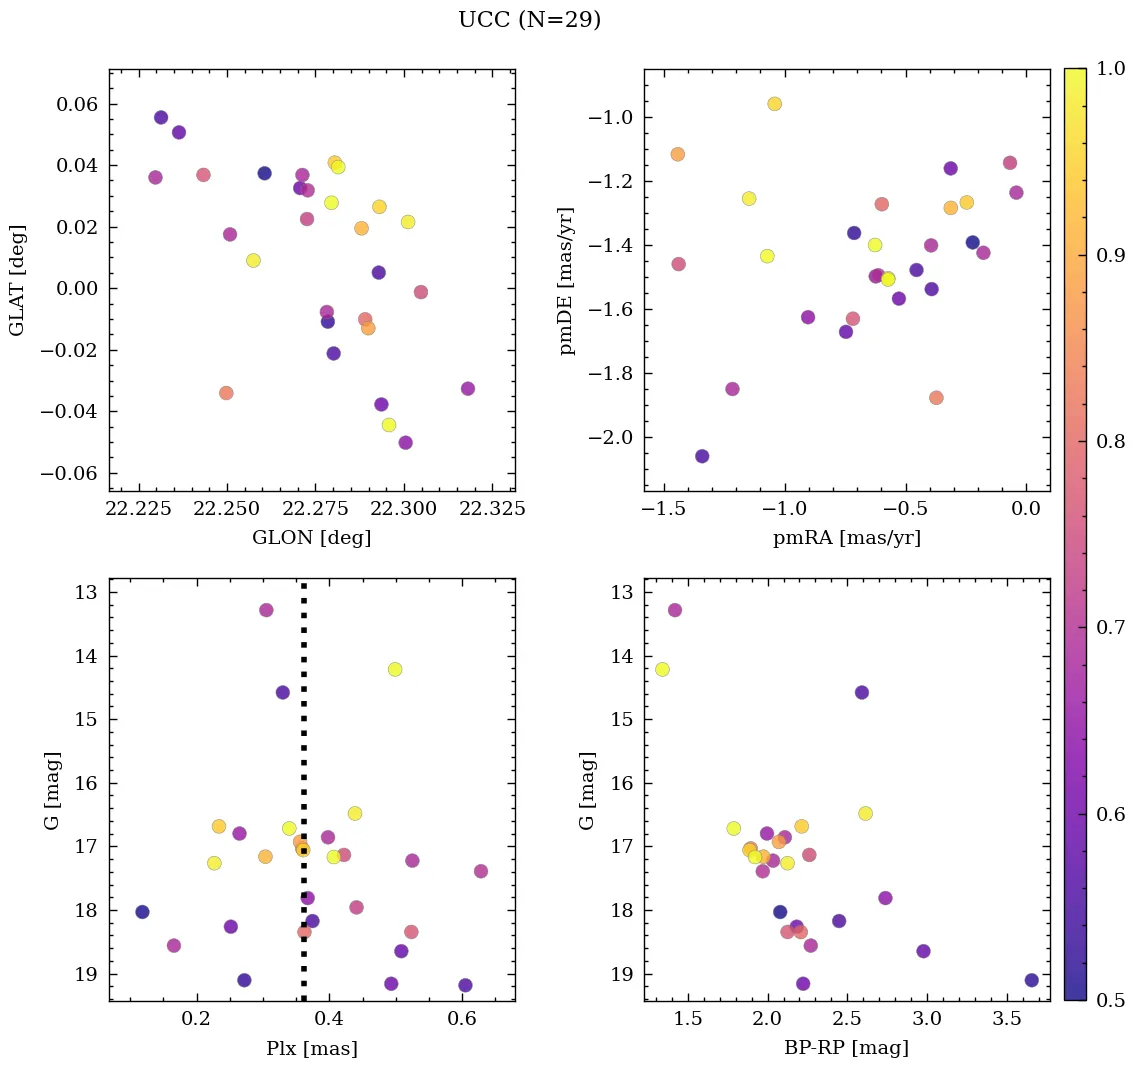 UCC (N=29)
0.06
0.04
0.02
0.00
−0.02
−0.04
−0.06
GLAT [deg]
22.225 22.250 22.275 22.300 22.325
GLON [deg]
−1.0
−1.2
−1.4
−1.6
−1.8
−2.0
pmDE [mas/yr]
−1.5 −1.0 −0.5 0.0
pmRA [mas/yr]
13
14
15
16
17
18
19
G [mag]
0.2 0.4 0.6
Plx [mas]
13
14
15
16
17
18
19
G [mag]
1.5 2.0 2.5 3.0 3.5
BP-RP [mag]
1.0
0.9
0.8
0.7
0.6
0.5